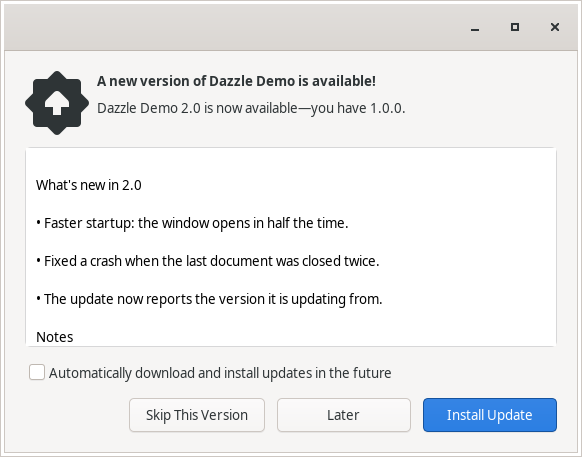 A new version of Dazzle Demo is available!
Dazzle Demo 2.0 is now available—you have 1.0.0.
What's new in 2.0
• Faster startup: the window opens in half the time.
• Fixed a crash when the last document was closed twice.
• The update now reports the version it is updating from.
Notes
Automatically download and install updates in the future
Skip This Version
Later
Install Update